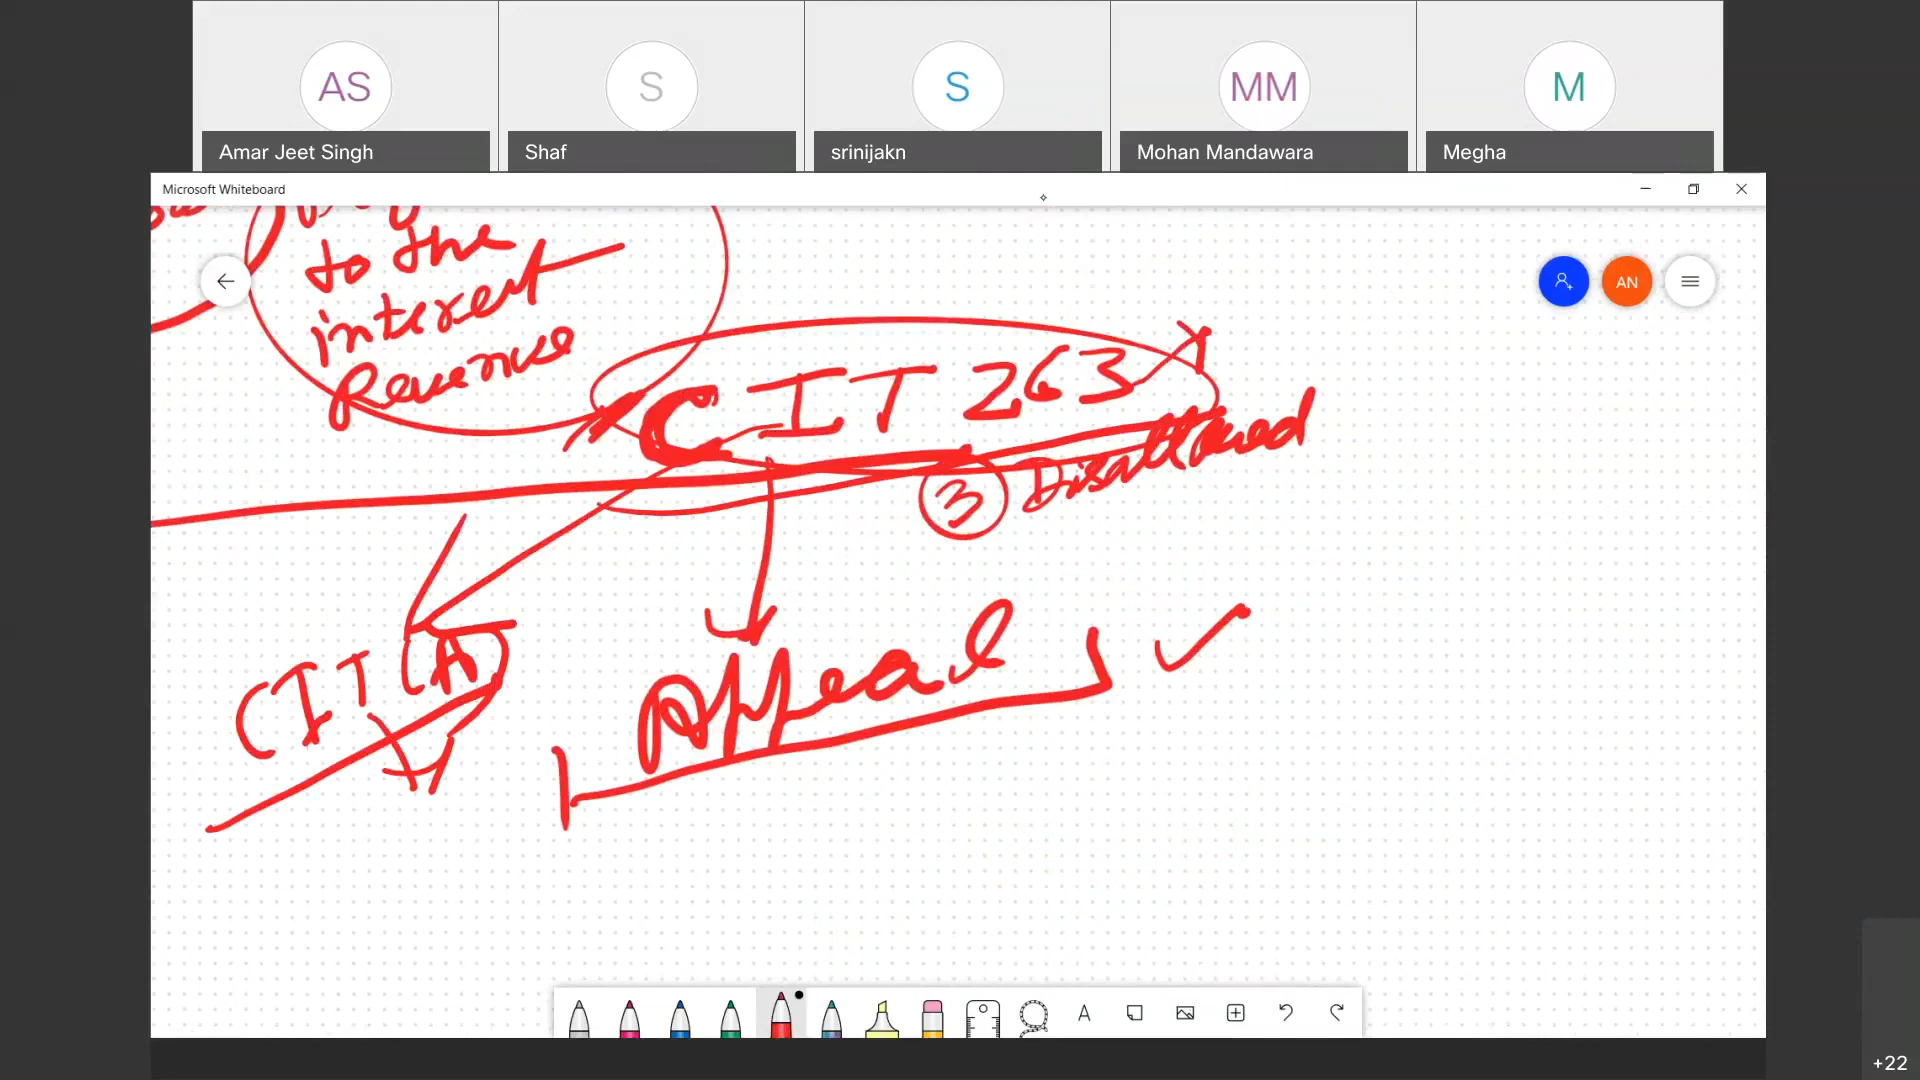 AS
S
S
MM
M
Amar Jeet Singh
Shaf
srinijakn
Mohan Mandawara
Megha
Microsoft Whiteboard
to the
interest
Revenue
AN
CIT 263
3 Disallowed
CIT (A)
Appeal
A
+22